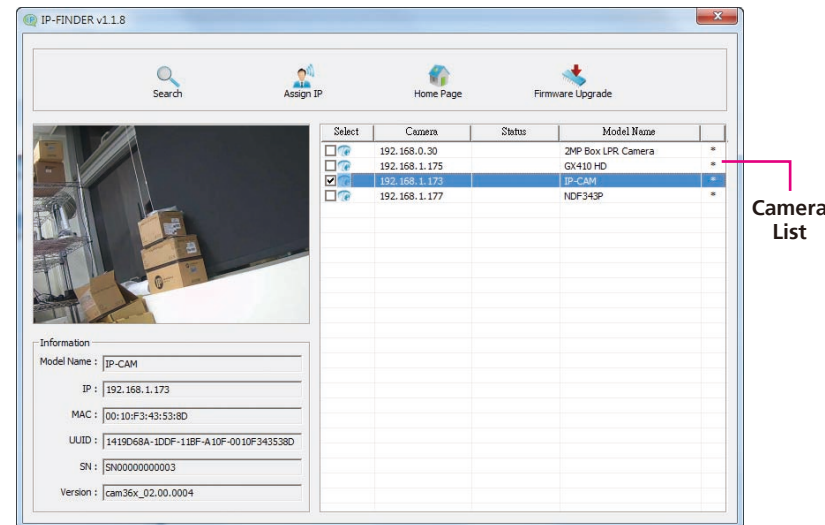 IP-FINDER v1.1.8
Search Assign IP Home Page Firmware Upgrade
Select Camera Status Model Name
192.168.0.30 2MP Box LPR Camera *
192.168.1.175 GX410 HD *
192.168.1.173 IP-CAM *
192.168.1.177 NDF343P *
Camera
List
Information
Model Name : IP-CAM
IP : 192.168.1.173
MAC : 00:10:F3:43:53:8D
UUID : 1419D68A-1DDF-11BF-A10F-0010F343538D
SN : SN00000000003
Version : cam36x_02.00.0004